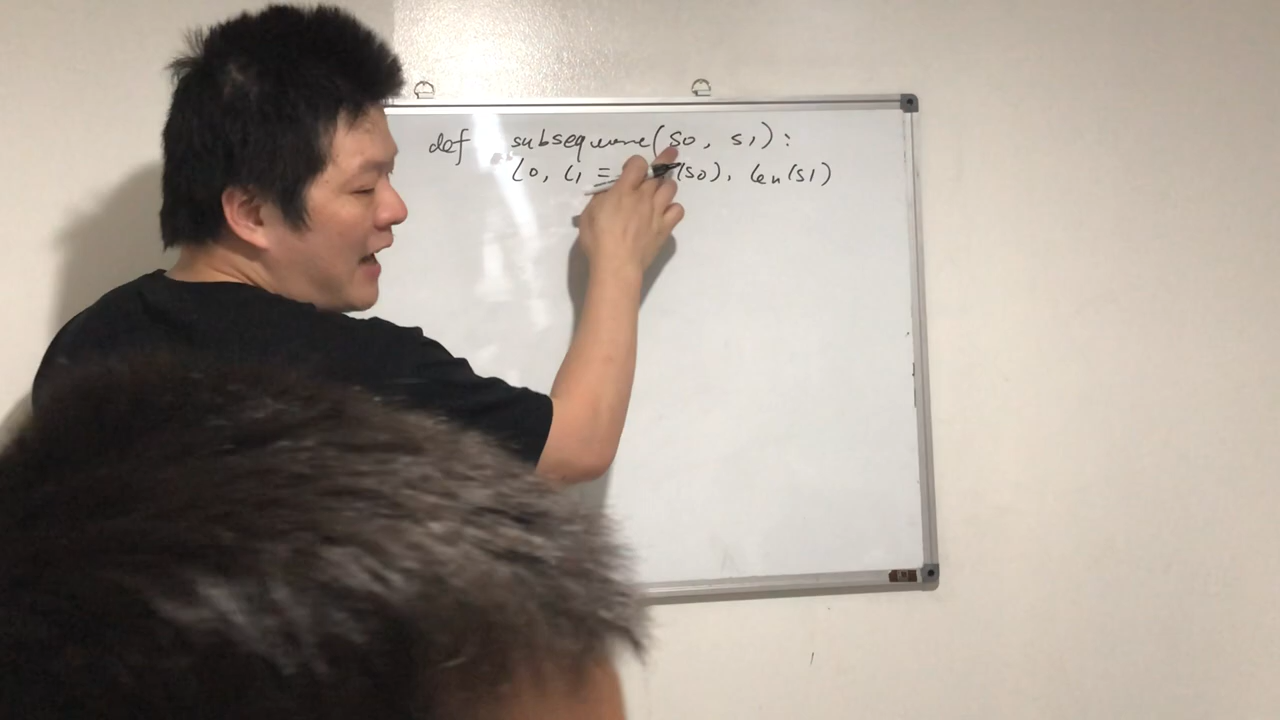 def subsequence(s0, s1):
l0, l1 = (s0), len(s1)